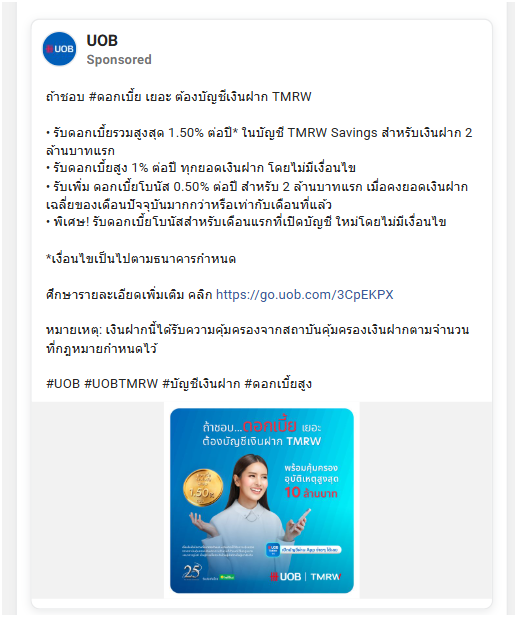 UOB
UOB
Sponsored
ถ้าชอบ #ดอกเบี้ย เยอะ ต้องบัญชีเงินฝาก TMRW
• รับดอกเบี้ยรวมสูงสุด 1.50% ต่อปี* ในบัญชี TMRW Savings สำหรับเงินฝาก 2
ล้านบาทแรก
• รับดอกเบี้ยสูง 1% ต่อปี ทุกยอดเงินฝาก โดยไม่มีเงื่อนไข
• รับเพิ่ม ดอกเบี้ยโบนัส 0.50% ต่อปี สำหรับ 2 ล้านบาทแรก เมื่อคงยอดเงินฝาก
เฉลี่ยของเดือนปัจจุบันมากกว่าหรือเท่ากับเดือนที่แล้ว
• พิเศษ! รับดอกเบี้ยโบนัสสำหรับเดือนแรกที่เปิดบัญชี ใหม่โดยไม่มีเงื่อนไข
*เงื่อนไขเป็นไปตามธนาคารกำหนด
ศึกษารายละเอียดเพิ่มเติม คลิก https://go.uob.com/3CpEKPX
หมายเหตุ: เงินฝากนี้ได้รับความคุ้มครองจากสถาบันคุ้มครองเงินฝากตามจำนวน
ที่กฎหมายกำหนดไว้
#UOB #UOBTMRW #บัญชีเงินฝาก #ดอกเบี้ยสูง
ถ้าชอบ...ดอกเบี้ย เยอะ
ต้องบัญชีเงินฝาก TMRW
พร้อมคุ้มครอง
อุบัติเหตุสูงสุด
10 ล้านบาท
1.50%
UOB
25
UOB | TMRW